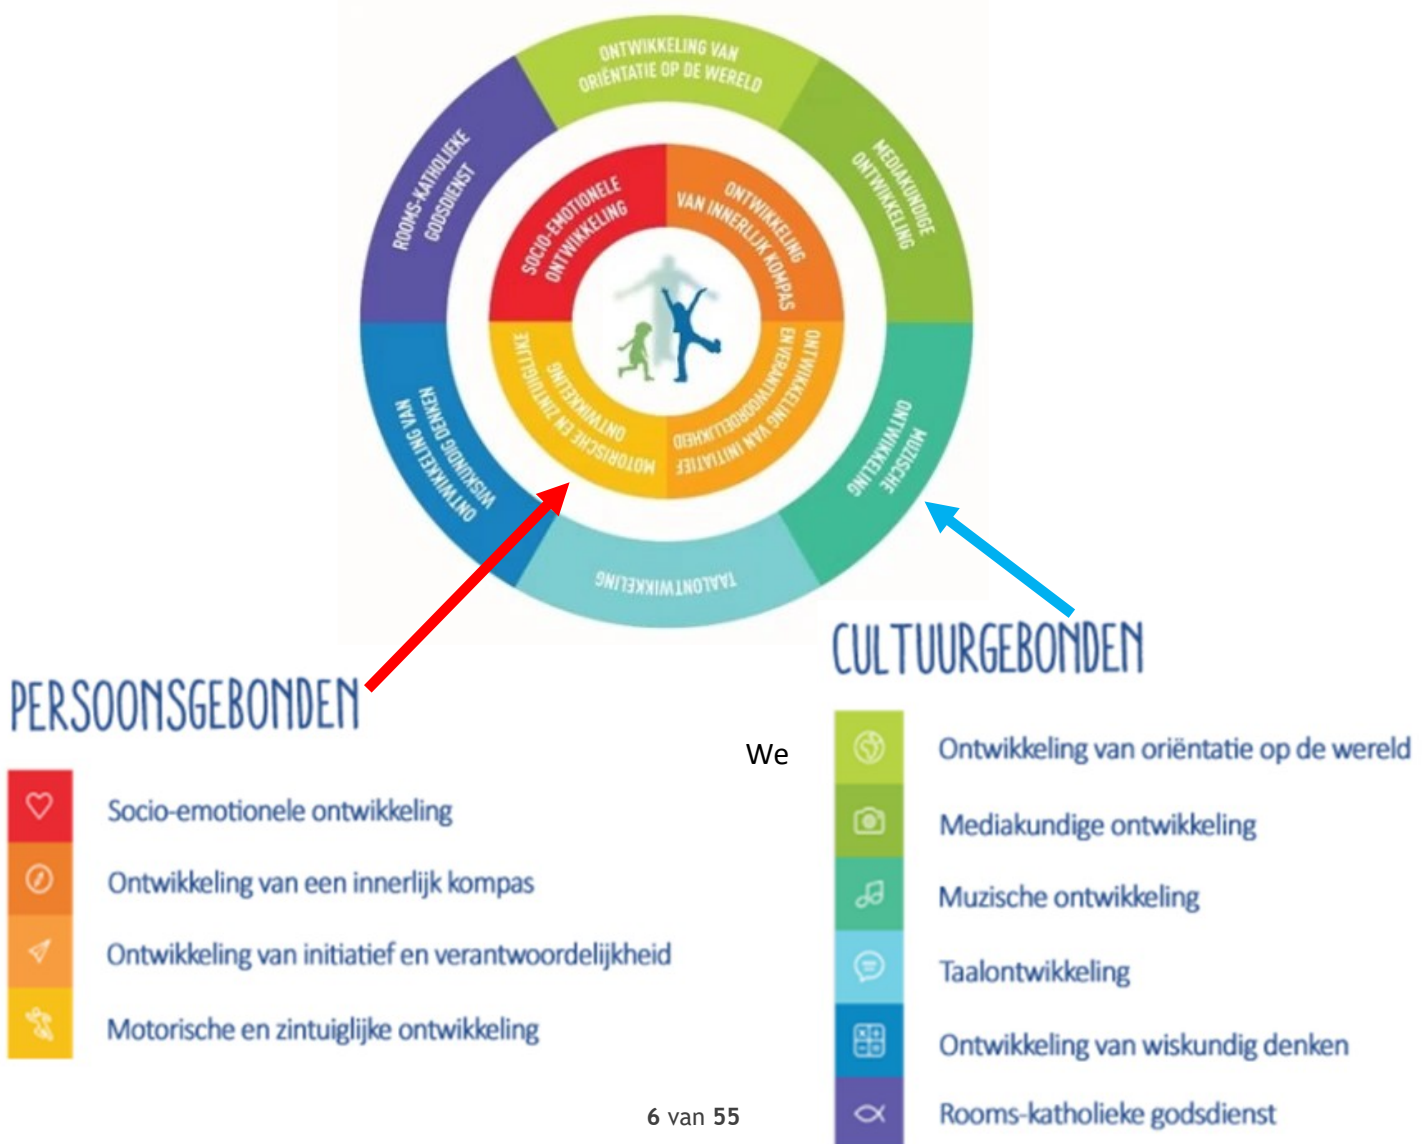 ONTWIKKELING VAN
ORIËNTATIE OP DE WERELD
MEDIAKUNDIGE
ONTWIKKELING
MUZISCHE
ONTWIKKELING
TAALONTWIKKELING
ONTWIKKELING VAN
WISKUNDIG DENKEN
ROOMS-KATHOLIEKE
GODSDIENST
SOCIO-EMOTIONELE
ONTWIKKELING
ONTWIKKELING
VAN INNERLIJK KOMPAS
ONTWIKKELING VAN INITIATIEF
EN VERANTWOORDELIJKHEID
MOTORISCHE EN ZINTUIGLIJKE
ONTWIKKELING
PERSOONSGEBONDEN
Socio-emotionele ontwikkeling
Ontwikkeling van een innerlijk kompas
Ontwikkeling van initiatief en verantwoordelijkheid
Motorische en zintuiglijke ontwikkeling
We
CULTUURGEBONDEN
Ontwikkeling van oriëntatie op de wereld
Mediakundige ontwikkeling
Muzische ontwikkeling
Taalontwikkeling
Ontwikkeling van wiskundig denken
Rooms-katholieke godsdienst
6 van 55